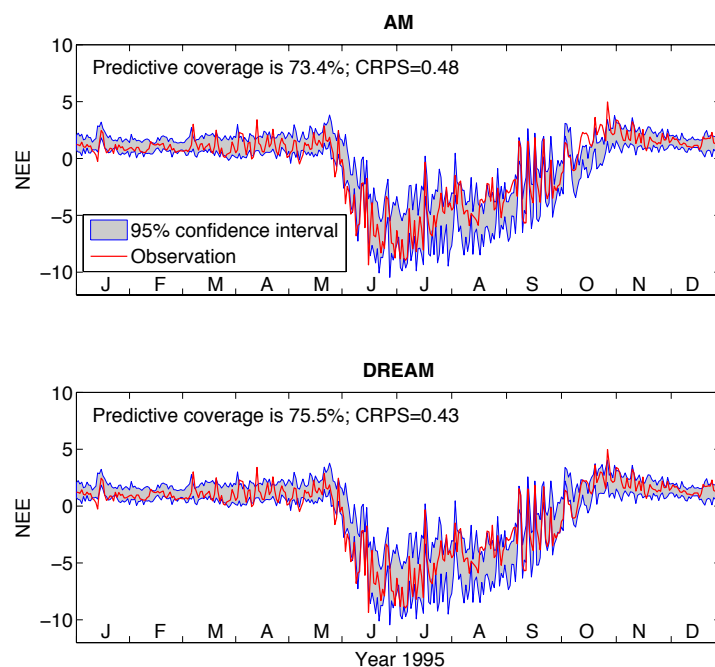 AM
10
Predictive coverage is 73.4%; CRPS=0.48
5
0
NEE
−5
95% confidence interval
Observation
−10
J F M A M J J A S O N D
DREAM
10
Predictive coverage is 75.5%; CRPS=0.43
5
0
NEE
−5
−10
J F M A M J J A S O N D
Year 1995